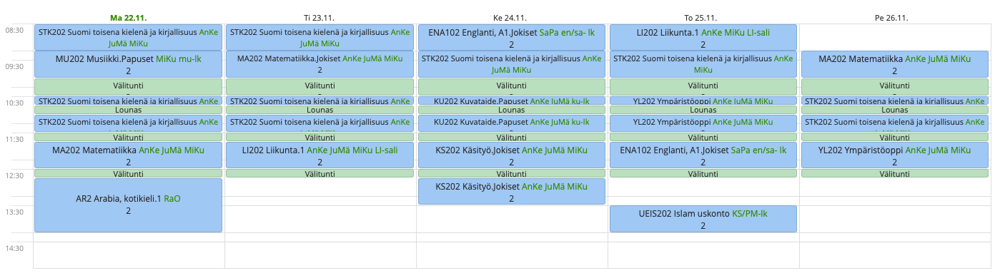 Ma 22.11.
Ti 23.11.
Ke 24.11.
To 25.11.
Pe 26.11.
08:30
09:30
10:30
11:30
12:30
13:30
14:30
STK202 Suomi toisena kielenä ja kirjallisuus AnKe
JuMä MiKu
MU202 Musiikki.Papuset MiKu mu-lk
2
Välitunti
STK202 Suomi toisena kielenä ja kirjallisuus AnKe
Lounas
STK202 Suomi toisena kielenä ja kirjallisuus AnKe
Välitunti
MA202 Matematiikka AnKe JuMä MiKu
2
Välitunti
AR2 Arabia, kotikieli.1 RaO
2
STK202 Suomi toisena kielenä ja kirjallisuus AnKe
JuMä MiKu
MA202 Matematiikka.Jokiset AnKe JuMä MiKu
2
Välitunti
STK202 Suomi toisena kielenä ja kirjallisuus AnKe
Lounas
STK202 Suomi toisena kielenä ja kirjallisuus AnKe
Välitunti
LI202 Liikunta.1 AnKe JuMä MiKu LI-sali
2
Välitunti
ENA102 Englanti, A1.Jokiset SaPa en/sa- lk
2
STK202 Suomi toisena kielenä ja kirjallisuus AnKe
JuMä MiKu
Välitunti
KU202 Kuvataide.Papuset AnKe JuMä ku-lk
Lounas
KU202 Kuvataide.Papuset AnKe JuMä ku-lk
Välitunti
KS202 Käsityö.Jokiset AnKe JuMä MiKu
2
Välitunti
KS202 Käsityö.Jokiset AnKe JuMä MiKu
2
LI202 Liikunta.1 AnKe MiKu LI-sali
2
STK202 Suomi toisena kielenä ja kirjallisuus AnKe
MiKu
Välitunti
YL202 Ympäristöoppi AnKe JuMä MiKu
Lounas
YL202 Ympäristöoppi AnKe JuMä MiKu
Välitunti
ENA102 Englanti, A1.Jokiset SaPa en/sa- lk
2
Välitunti
UEIS202 Islam uskonto KS/PM-lk
2
MA202 Matematiikka AnKe JuMä MiKu
2
Välitunti
STK202 Suomi toisena kielenä ja kirjallisuus AnKe
Lounas
STK202 Suomi toisena kielenä ja kirjallisuus AnKe
Välitunti
YL202 Ympäristöoppi AnKe JuMä MiKu
2
Välitunti